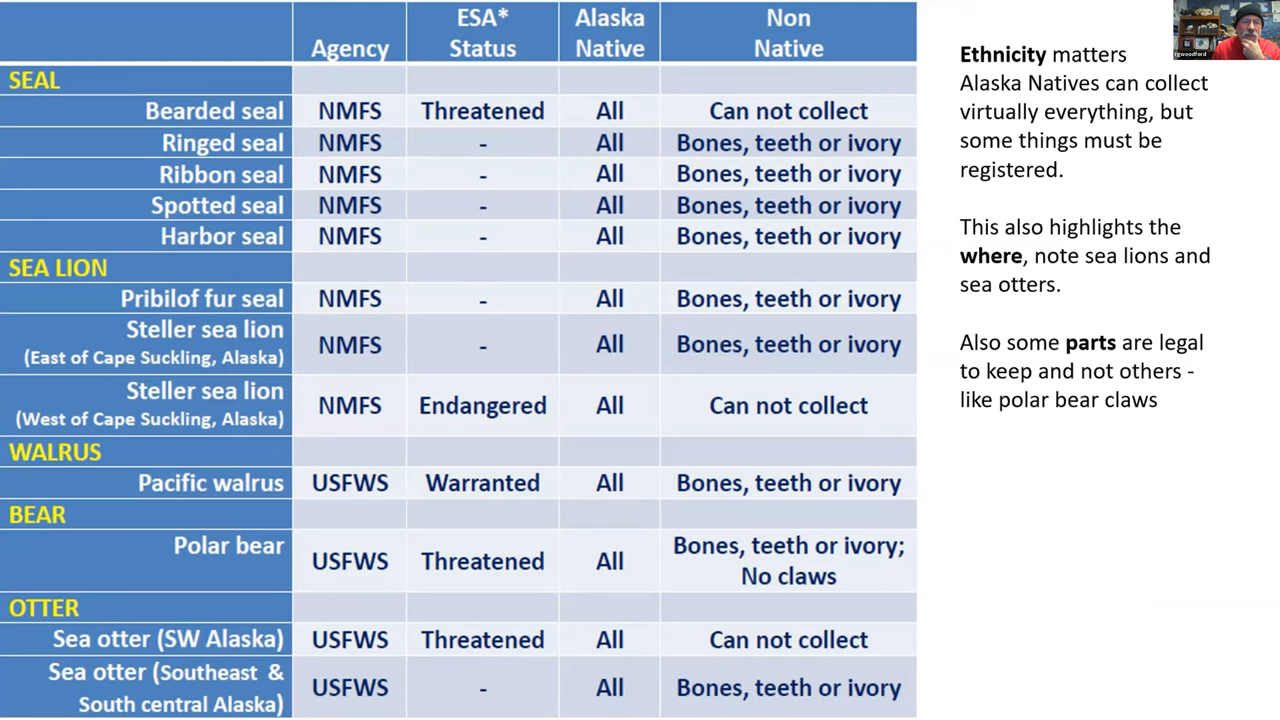 Agency ESA* Status Alaska Native Non Native
SEAL
Bearded seal NMFS Threatened All Can not collect
Ringed seal NMFS - All Bones, teeth or ivory
Ribbon seal NMFS - All Bones, teeth or ivory
Spotted seal NMFS - All Bones, teeth or ivory
Harbor seal NMFS - All Bones, teeth or ivory
SEA LION
Pribilof fur seal NMFS - All Bones, teeth or ivory
Steller sea lion
(East of Cape Suckling, Alaska) NMFS - All Bones, teeth or ivory
Steller sea lion
(West of Cape Suckling, Alaska) NMFS Endangered All Can not collect
WALRUS
Pacific walrus USFWS Warranted All Bones, teeth or ivory
BEAR
Polar bear USFWS Threatened All Bones, teeth or ivory;
No claws
OTTER
Sea otter (SW Alaska) USFWS Threatened All Can not collect
Sea otter (Southeast &
South central Alaska) USFWS - All Bones, teeth or ivory
Ethnicity matters
Alaska Natives can collect
virtually everything, but
some things must be
registered.
This also highlights the
where, note sea lions and
sea otters.
Also some parts are legal
to keep and not others -
like polar bear claws
rgwoodford